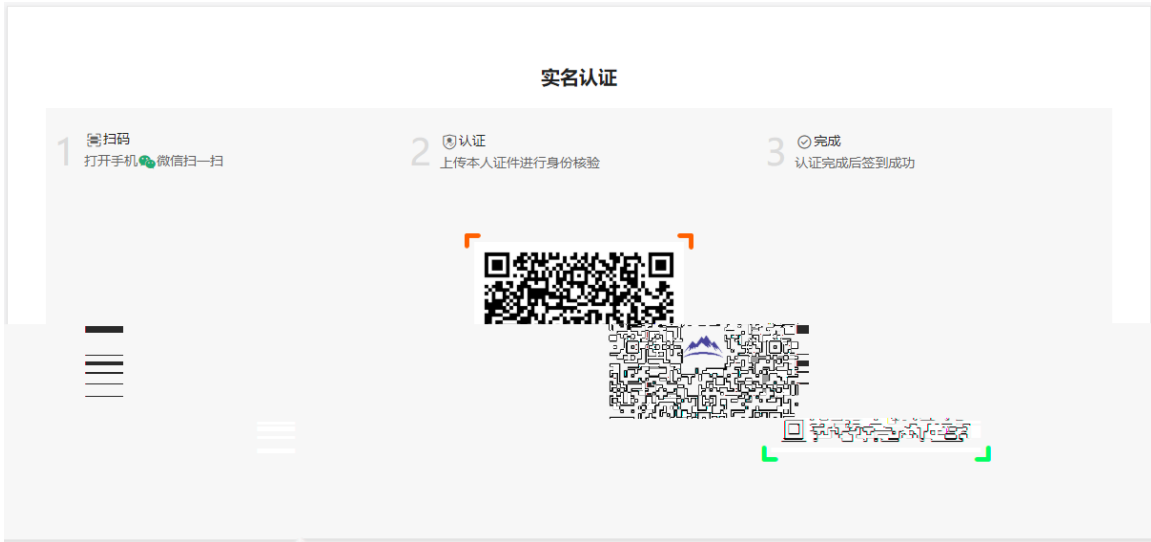 实名认证
1 扫码
打开手机微信扫一扫
2 认证
上传本人证件进行身份核验
3 完成
认证完成后签到成功